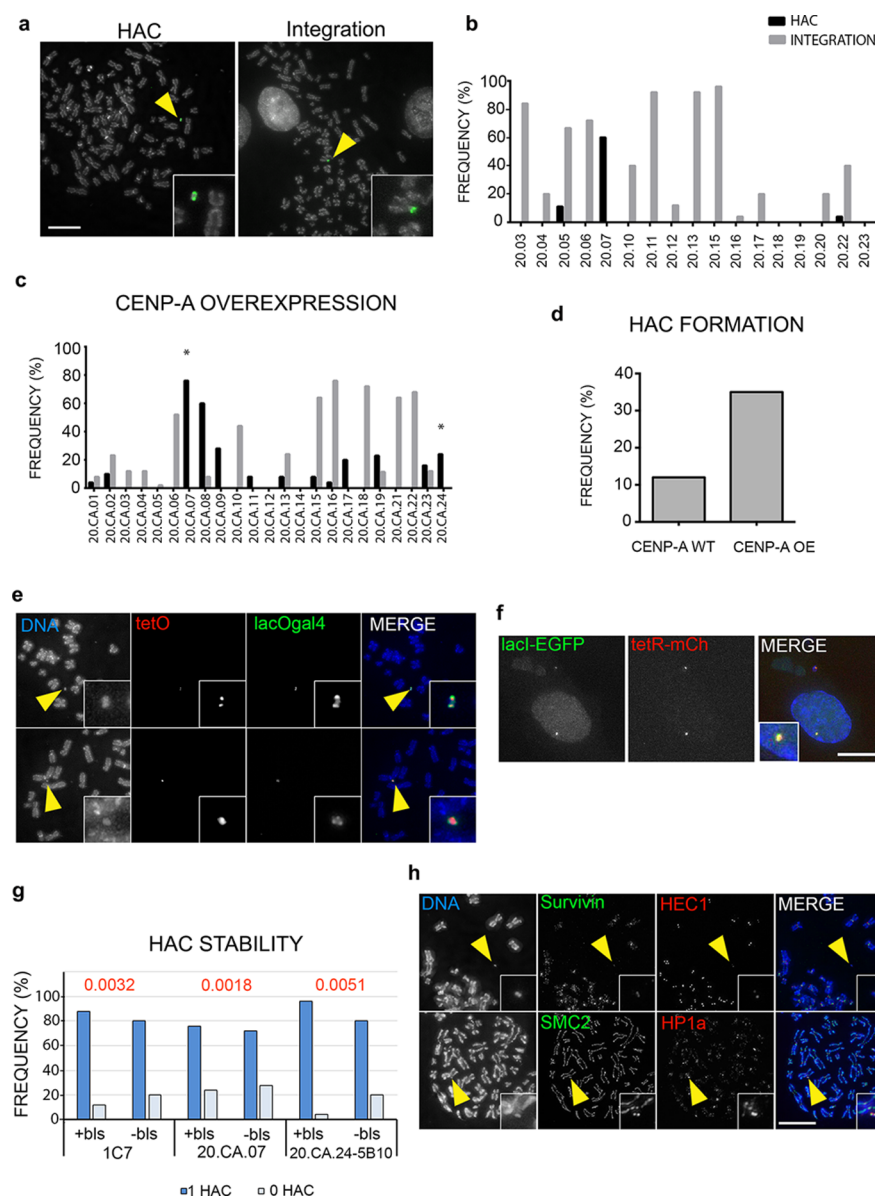 a
HAC
Integration
b
HAC
INTEGRATION
FREQUENCY (%)
80
60
40
20
0
20.03
20.04
20.05
20.06
20.07
20.10
20.11
20.12
20.13
20.15
20.16
20.17
20.18
20.19
20.20
20.22
20.23
c
CENP-A OVEREXPRESSION
FREQUENCY (%)
100
80
60
40
20
0
*
*
20.CA.01
20.CA.02
20.CA.03
20.CA.04
20.CA.05
20.CA.06
20.CA.07
20.CA.08
20.CA.09
20.CA.10
20.CA.11
20.CA.12
20.CA.13
20.CA.14
20.CA.15
20.CA.16
20.CA.17
20.CA.18
20.CA.19
20.CA.21
20.CA.22
20.CA.23
20.CA.24
d
HAC FORMATION
FREQUENCY (%)
40
30
20
10
0
CENP-A WT CENP-A OE
e
DNA tetO lacOgal4 MERGE
f
lacI-EGFP tetR-mCh MERGE
g
HAC STABILITY
FREQUENCY (%)
100
80
60
40
20
0
0.0032 0.0018 0.0051
+bls -bls +bls -bls +bls -bls
1C7 20.CA.07 20.CA.24-5B10
1 HAC 0 HAC
h
DNA Survivin HEC1 MERGE
SMC2 HP1a